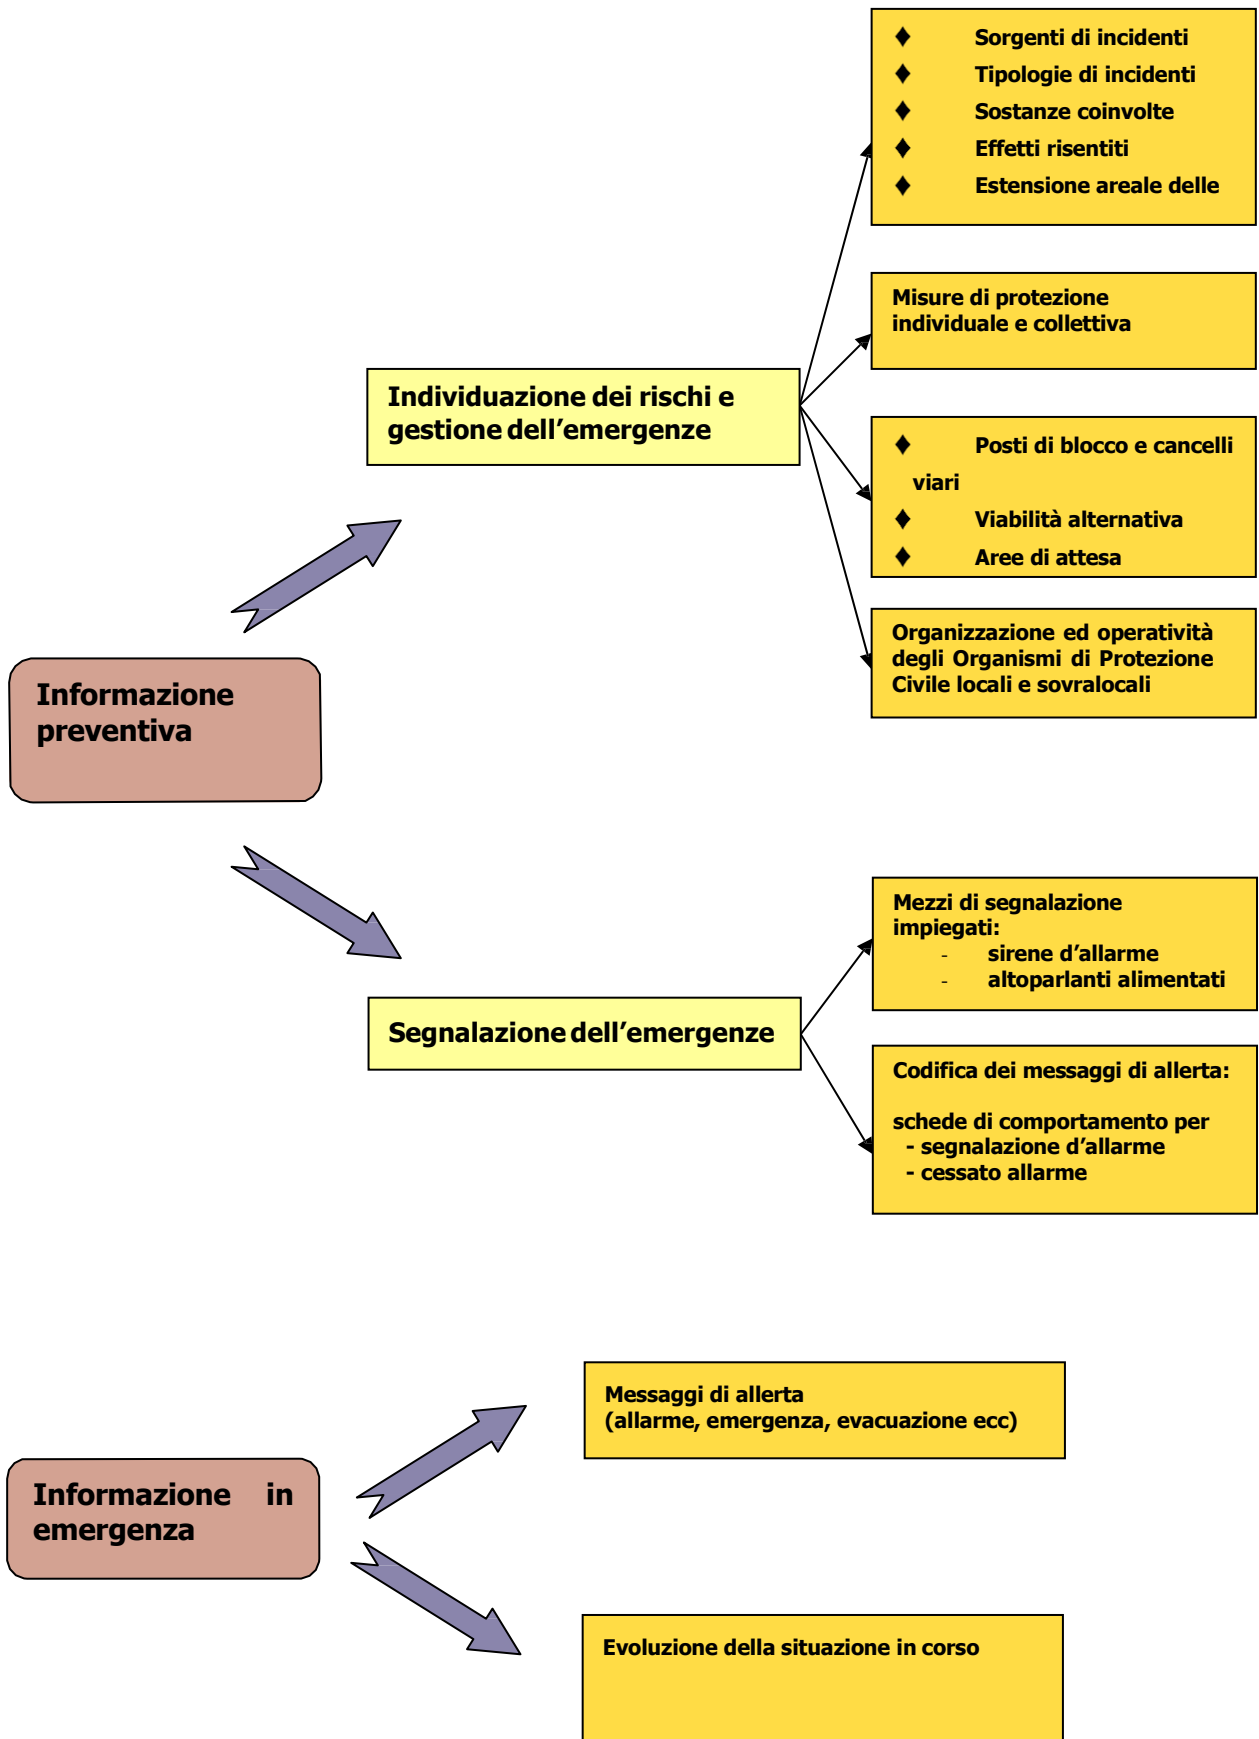 ♦ Sorgenti di incidenti
♦ Tipologie di incidenti
♦ Sostanze coinvolte
♦ Effetti risentiti
♦ Estensione areale delle
Misure di protezione
individuale e collettiva
Individuazione dei rischi e
gestione dell’emergenze
♦ Posti di blocco e cancelli
viari
♦ Viabilità alternativa
♦ Aree di attesa
Organizzazione ed operatività
degli Organismi di Protezione
Civile locali e sovralocali
Informazione
preventiva
Mezzi di segnalazione
impiegati:
- sirene d’allarme
- altoparlanti alimentati
Segnalazione dell’emergenze
Codifica dei messaggi di allerta:
schede di comportamento per
- segnalazione d’allarme
- cessato allarme
Messaggi di allerta
(allarme, emergenza, evacuazione ecc)
Informazione in
emergenza
Evoluzione della situazione in corso